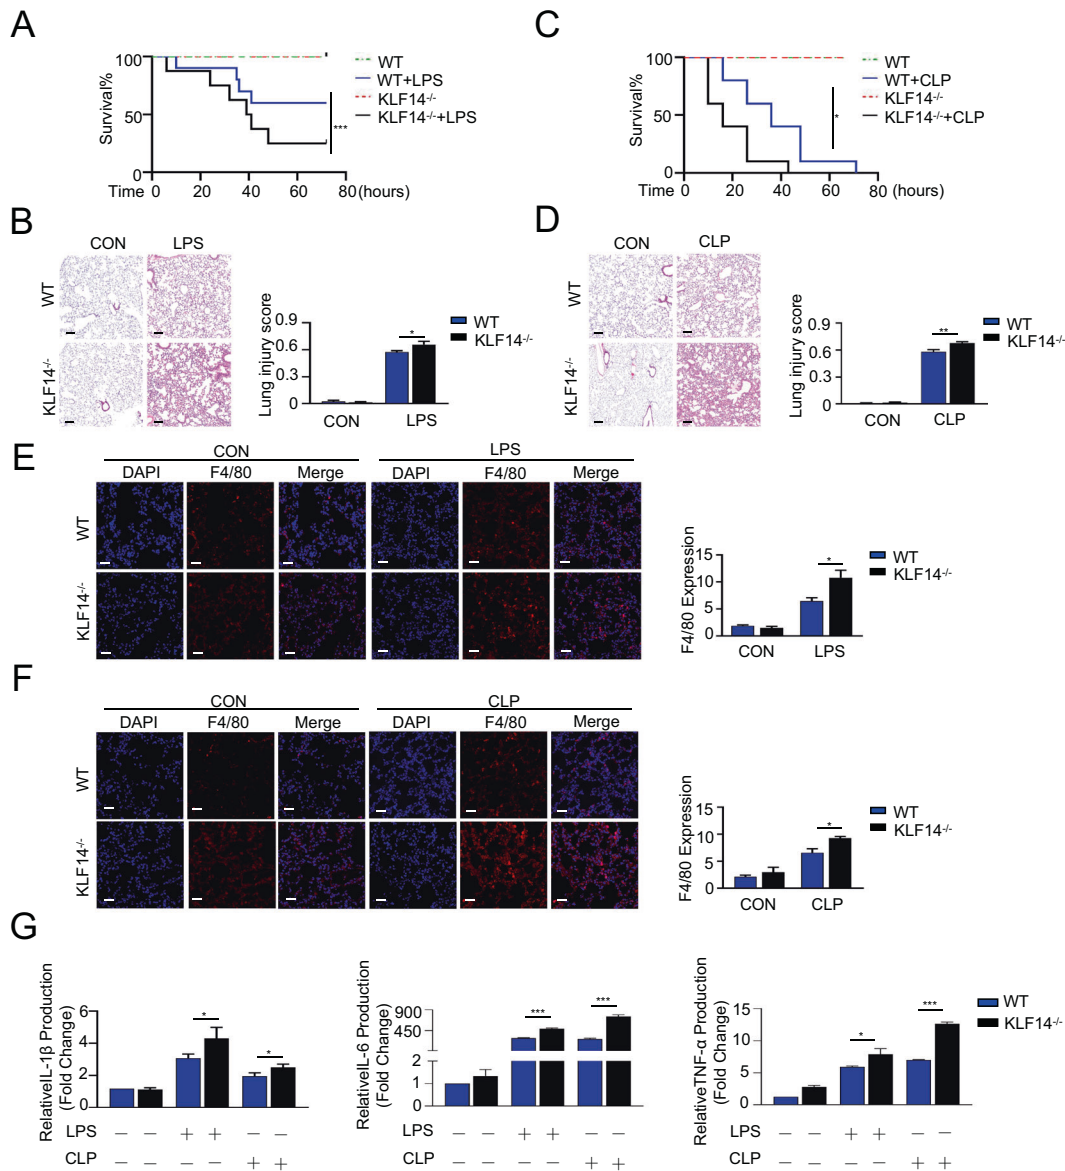 A
100
50
0
Survival%
Time
0
20
40
60
80
(hours)
***
WT
WT+LPS
KLF14-/-
KLF14-/-+LPS
C
100
50
0
Survival%
Time
0
20
40
60
80
(hours)
*
WT
WT+CLP
KLF14-/-
KLF14-/-+CLP
B
CON LPS
WT
KLF14-/-
Lung injury score
0.9
0.6
0.3
0
*
CON LPS
WT
KLF14-/-
D
CON CLP
WT
KLF14-/-
Lung injury score
0.9
0.6
0.3
0
**
CON CLP
WT
KLF14-/-
E
CON LPS
DAPI F4/80 Merge DAPI F4/80 Merge
WT
KLF14-/-
F4/80 Expression
15
10
5
0
*
CON LPS
WT
KLF14-/-
F
CON CLP
DAPI F4/80 Merge DAPI F4/80 Merge
WT
KLF14-/-
F4/80 Expression
15
10
5
0
*
CON CLP
WT
KLF14-/-
G
RelativeIL-1β Production
(Fold Change)
6
4
2
0
*
*
LPS − − + + − −
CLP − − − − + +
RelativeIL-6 Production
(Fold Change)
900
450
2
1
0
***
***
LPS − − + + − −
CLP − − − − + +
RelativeTNF-α Production
(Fold Change)
15
10
5
0
*
***
− − + + − −
− − − − + +
WT
KLF14-/-